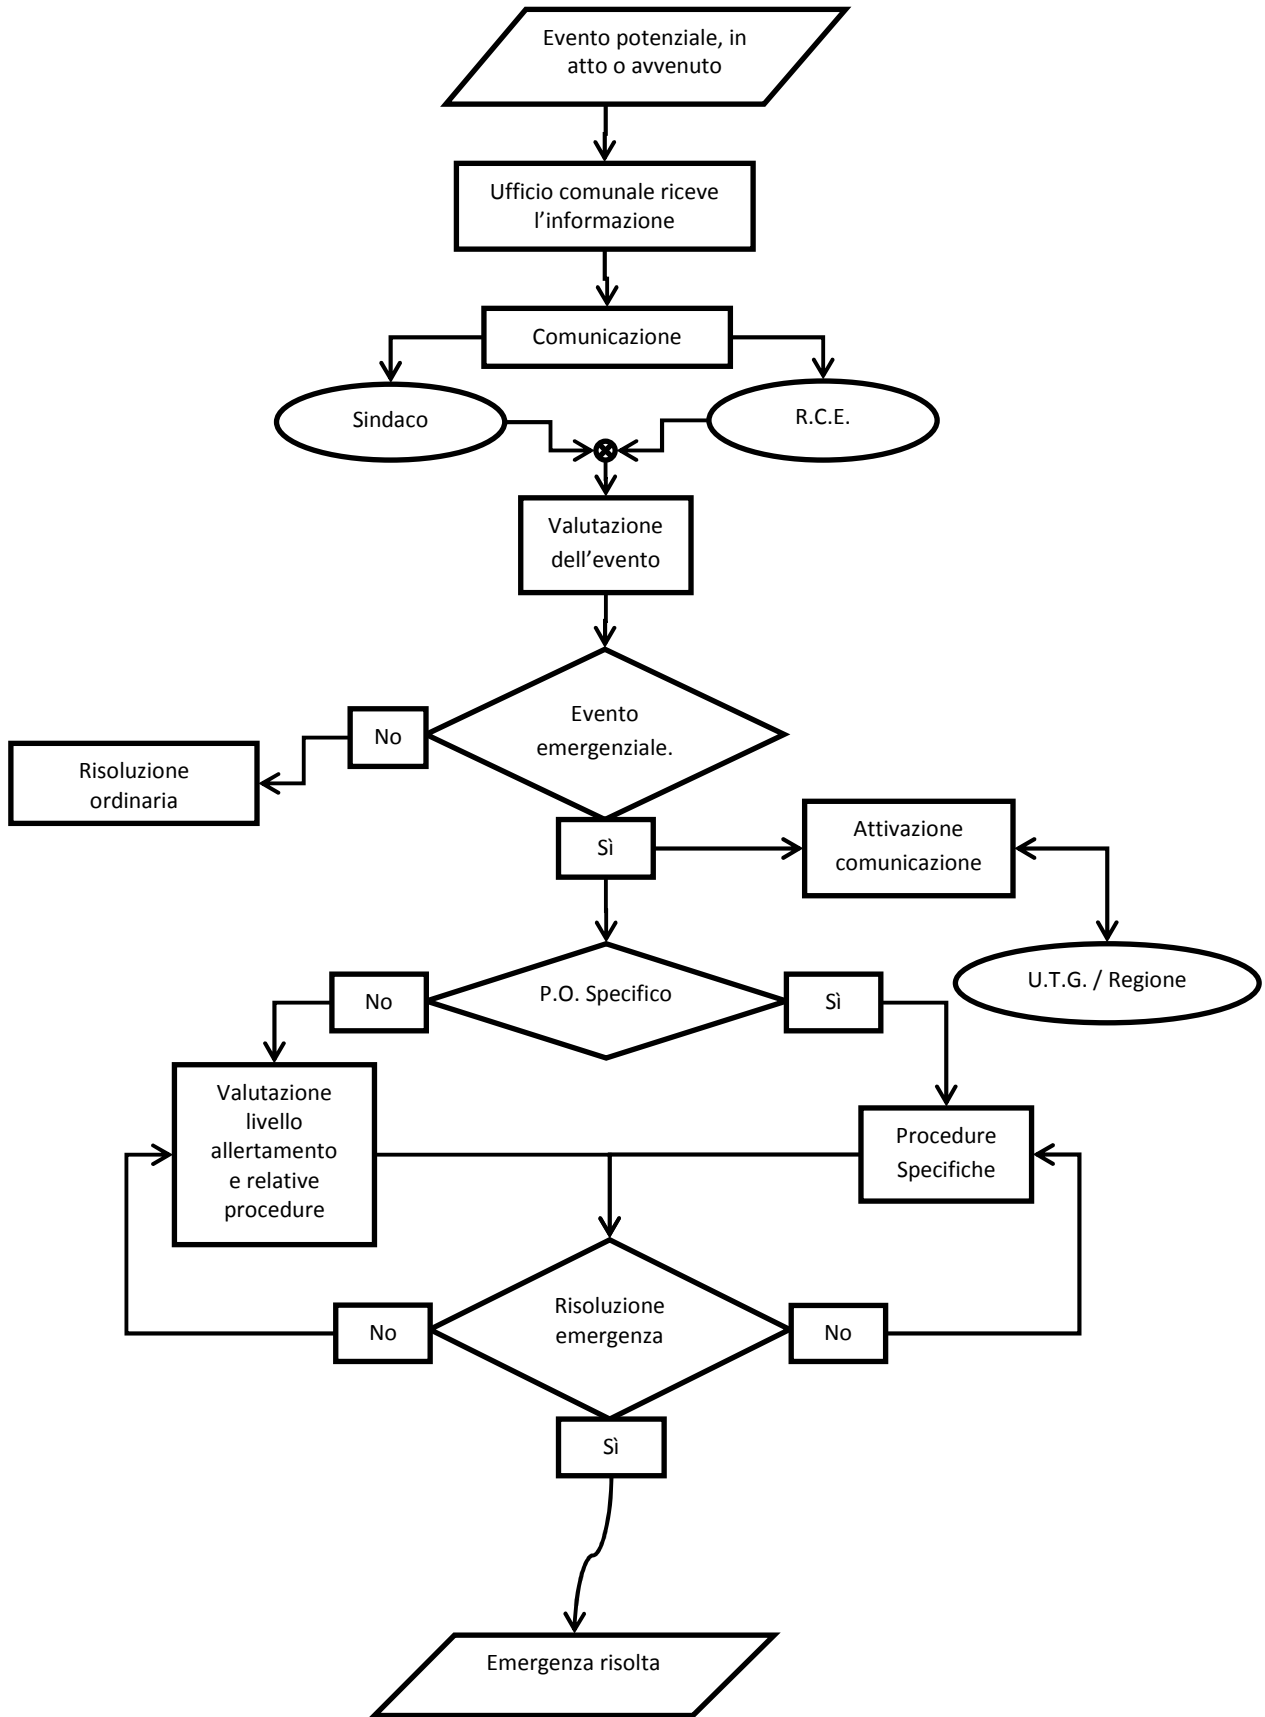 Evento potenziale, in
atto o avvenuto
Ufficio comunale riceve
l'informazione
Comunicazione
Sindaco
R.C.E.
Valutazione
dell'evento
Evento
emergenziale.
No
Risoluzione
ordinaria
Sì
Attivazione
comunicazione
U.T.G. / Regione
P.O. Specifico
No
Sì
Valutazione
livello
allertamento
e relative
procedure
Procedure
Specifiche
Risoluzione
emergenza
No
No
Sì
Emergenza risolta